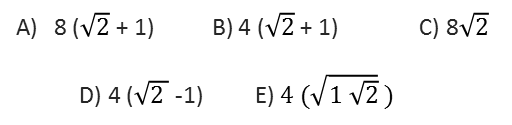 A) 8 (√2 + 1) B) 4 (√2 + 1) C) 8√2
D) 4 (√2 -1) E) 4 (√1 √2 )